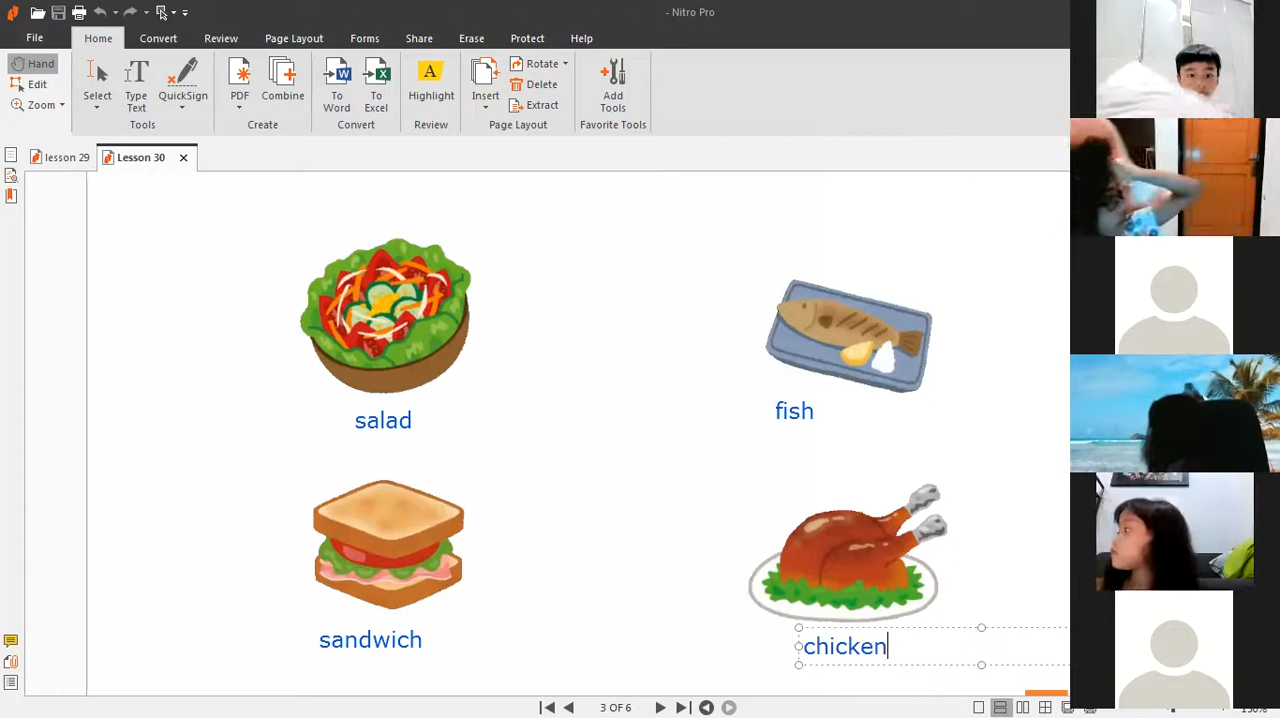 - Nitro Pro
File
Home
Convert
Review
Page Layout
Forms
Share
Erase
Protect
Help
Hand
Edit
Zoom
Select
Type Text
QuickSign
PDF
Combine
To Word
To Excel
Highlight
Insert
Rotate
Delete
Extract
Add Tools
Tools
Create
Convert
Review
Page Layout
Favorite Tools
lesson 29
Lesson 30
salad
fish
sandwich
chicken
3 OF 6